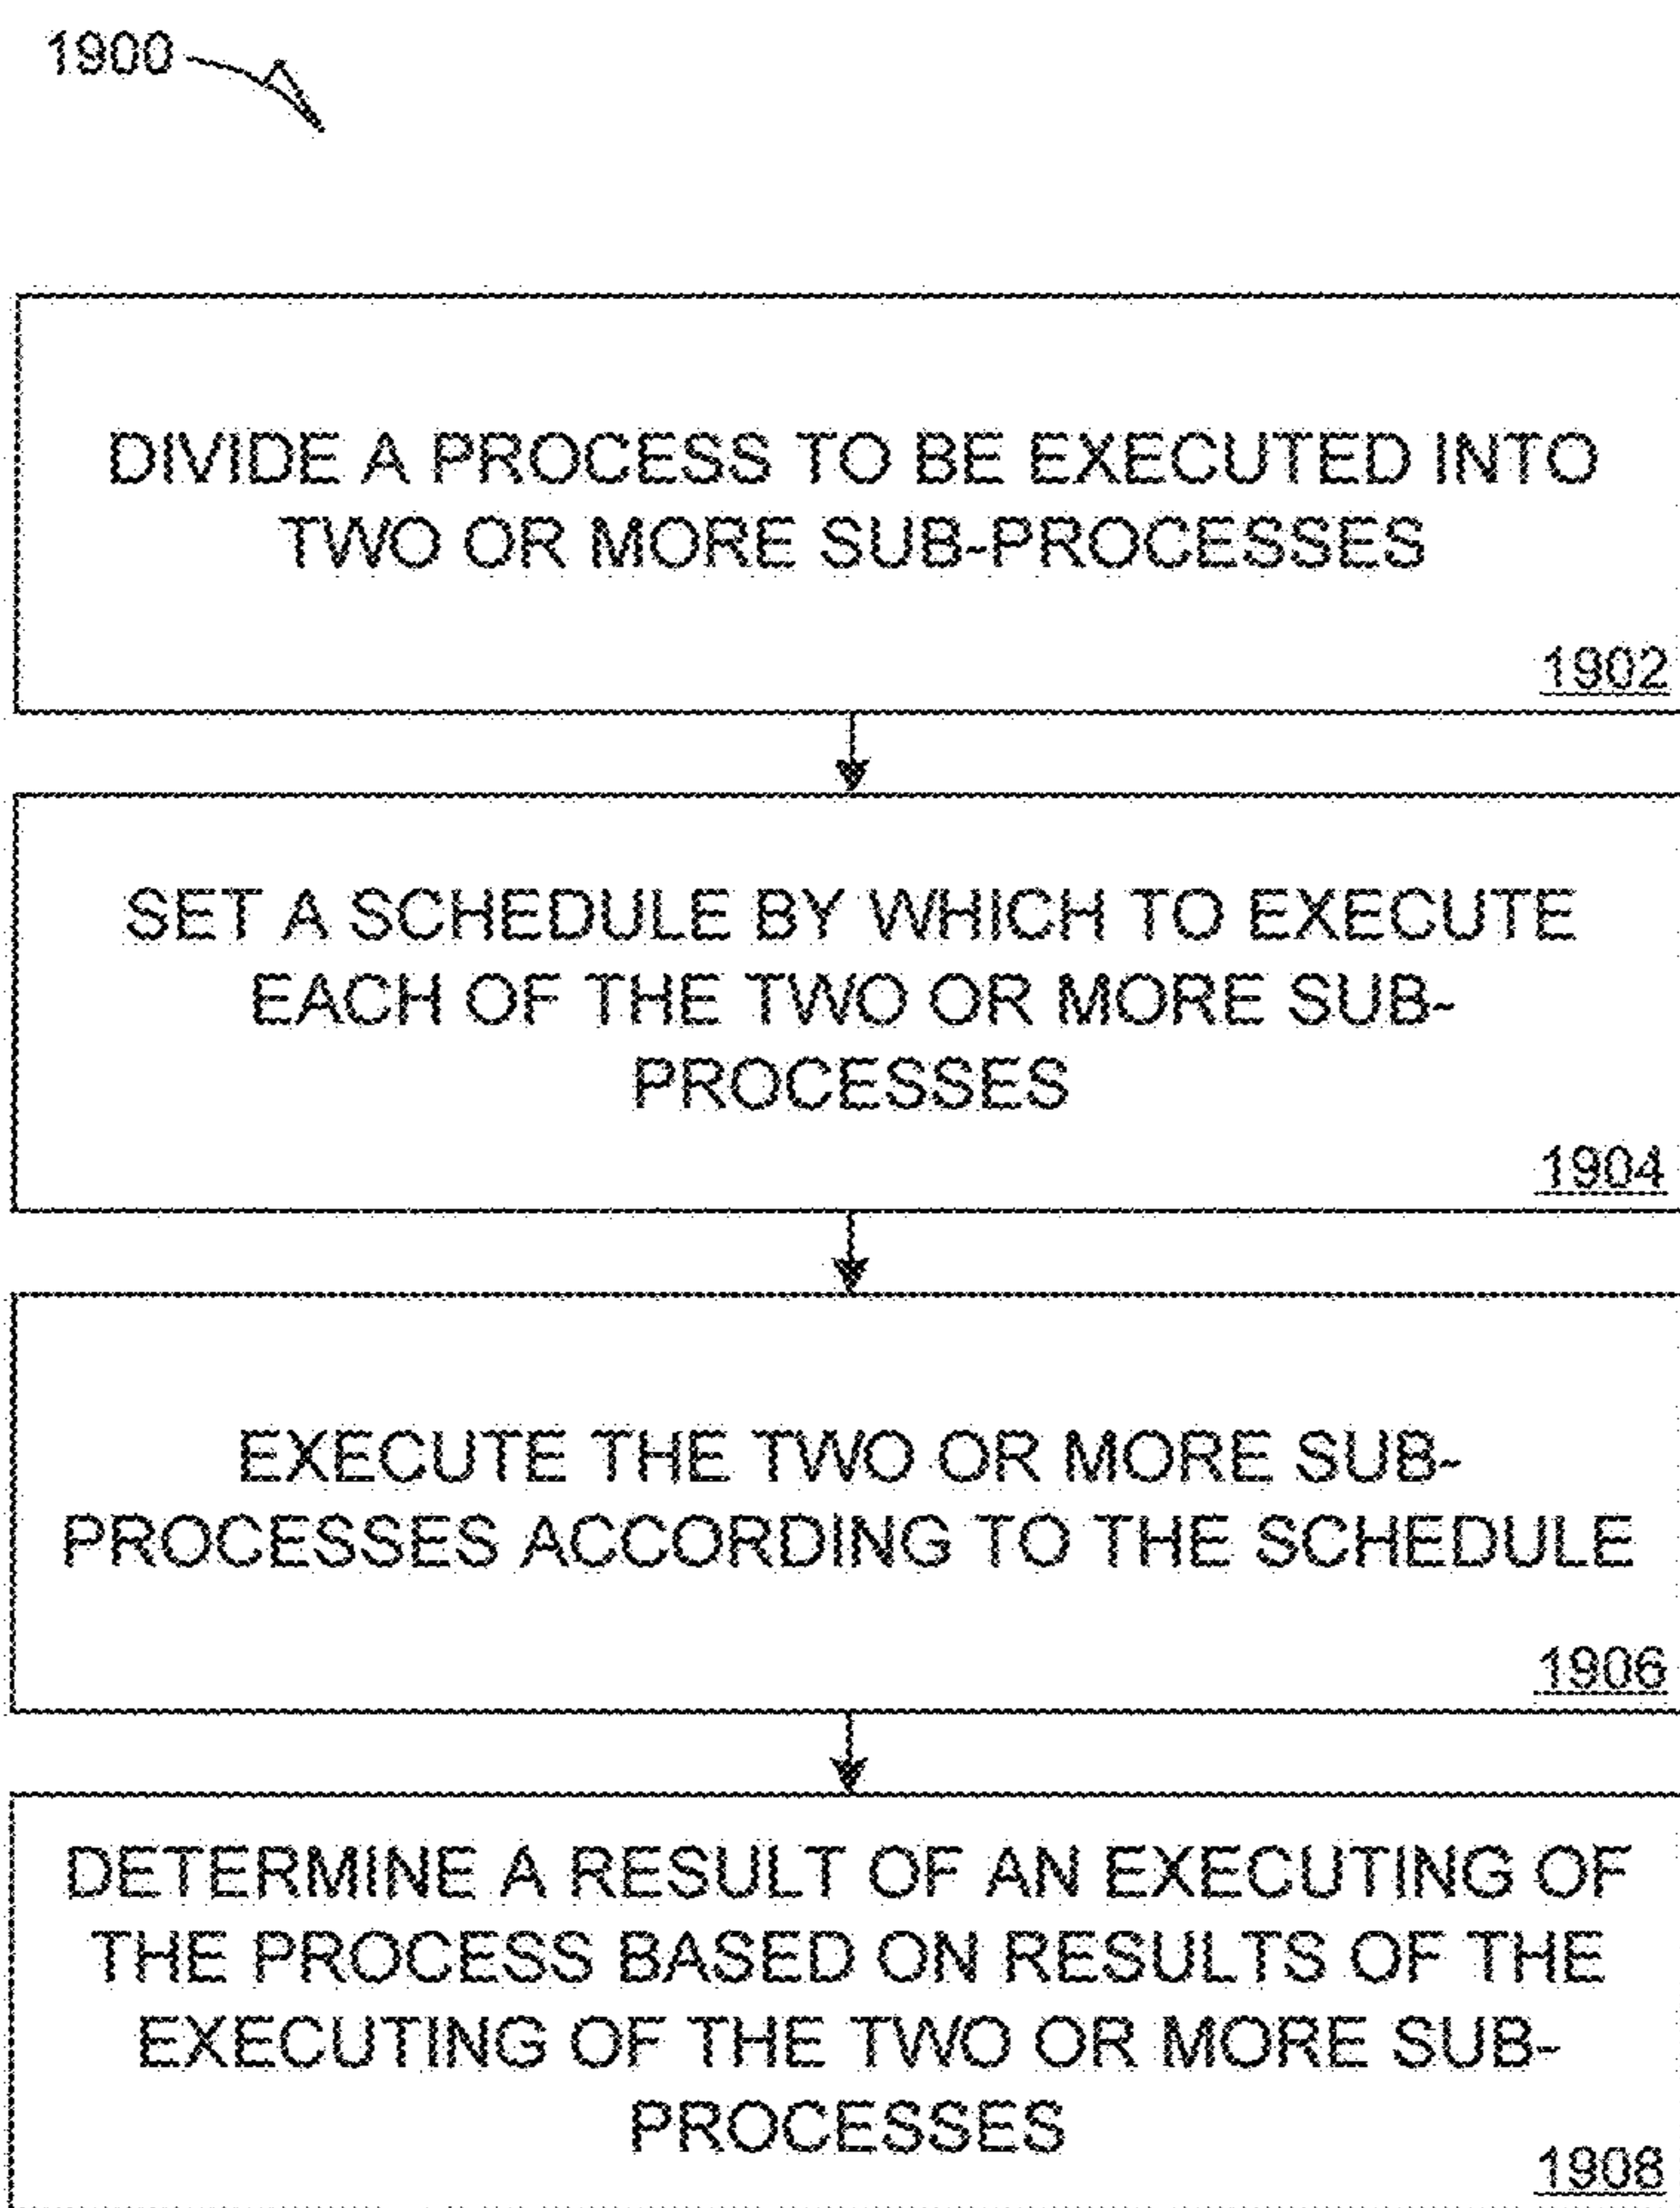 1900
DIVIDE A PROCESS TO BE EXECUTED INTO
TWO OR MORE SUB-PROCESSES
1902
SET A SCHEDULE BY WHICH TO EXECUTE
EACH OF THE TWO OR MORE SUB-
PROCESSES
1904
EXECUTE THE TWO OR MORE SUB-
PROCESSES ACCORDING TO THE SCHEDULE
1906
DETERMINE A RESULT OF AN EXECUTING OF
THE PROCESS BASED ON RESULTS OF THE
EXECUTING OF THE TWO OR MORE SUB-
PROCESSES
1908